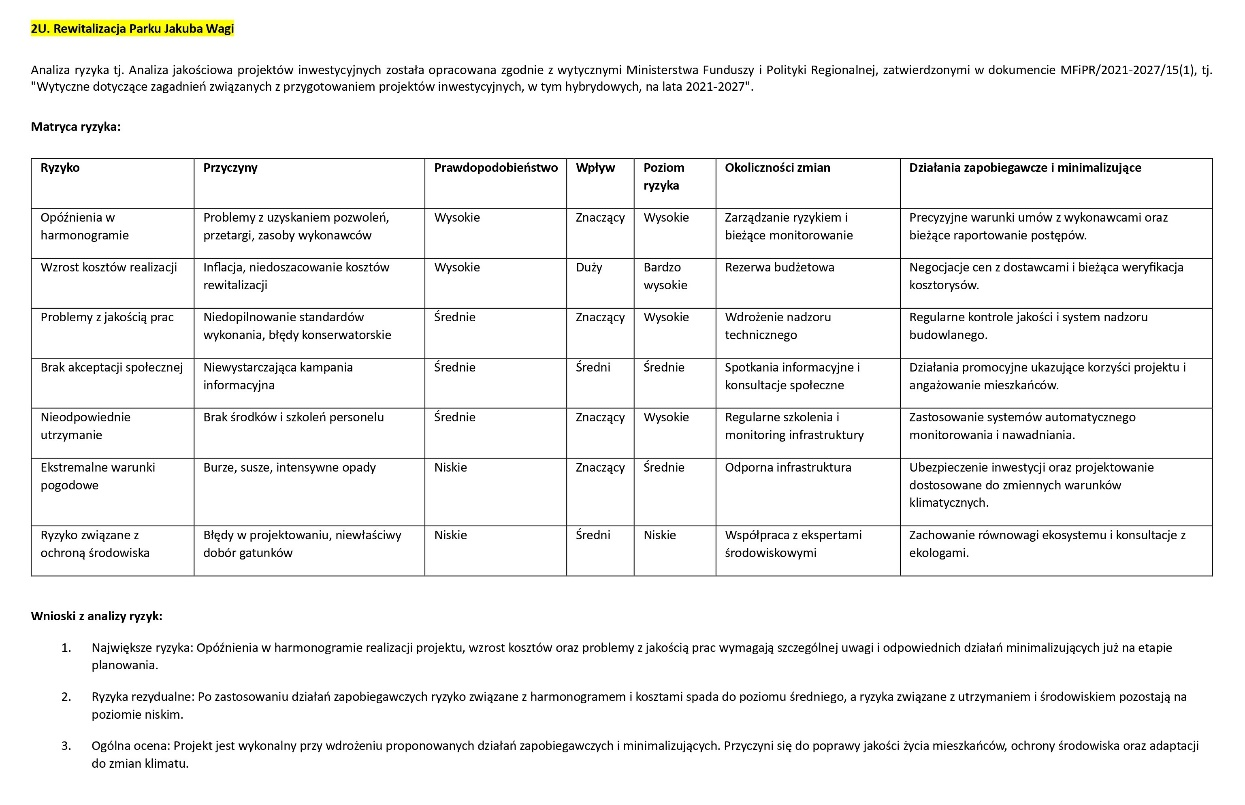 2U. Rewitalizacja Parku Jakuba Wagi
Analiza ryzyka tj. Analiza jakościowa projektów inwestycyjnych została opracowana zgodnie z wytycznymi Ministerstwa Funduszy i Polityki Regionalnej, zatwierdzonymi w dokumencie MFiPR/2021-2027/15(1), tj.
"Wytyczne dotyczące zagadnień związanych z przygotowaniem projektów inwestycyjnych, w tym hybrydowych, na lata 2021-2027".
Matryca ryzyka:
Ryzyko Przyczyny Prawdopodobieństwo Wpływ Poziom Okoliczności zmian Działania zapobiegawcze i minimalizujące
ryzyka
Opóźnienia w Problemy z uzyskaniem pozwoleń, Wysokie Znaczący Wysokie Zarządzanie ryzykiem i Precyzyjne warunki umów z wykonawcami oraz
harmonogramie przetargi, zasoby wykonawców bieżące monitorowanie bieżące raportowanie postępów.
Wzrost kosztów realizacji Inflacja, niedoszacowanie kosztów Wysokie Duży Bardzo Rezerwa budżetowa Negocjacje cen z dostawcami i bieżąca weryfikacja
rewitalizacji wysokie kosztorysów.
Problemy z jakością prac Niedopilnowanie standardów Średnie Znaczący Wysokie Wdrożenie nadzoru Regularne kontrole jakości i system nadzoru
wykonania, błędy konserwatorskie technicznego budowlanego.
Brak akceptacji społecznej Niewystarczająca kampania Średnie Średni Średnie Spotkania informacyjne i Działania promocyjne ukazujące korzyści projektu i
informacyjna konsultacje społeczne angażowanie mieszkańców.
Nieodpowiednie Brak środków i szkoleń personelu Średnie Znaczący Wysokie Regularne szkolenia i Zastosowanie systemów automatycznego
utrzymanie monitoring infrastruktury monitorowania i nawadniania.
Ekstremalne warunki Burze, susze, intensywne opady Niskie Znaczący Średnie Odporna infrastruktura Ubezpieczenie inwestycji oraz projektowanie
pogodowe dostosowane do zmiennych warunków
klimatycznych.
Ryzyko związane z Błędy w projektowaniu, niewłaściwy Niskie Średni Niskie Współpraca z ekspertami Zachowanie równowagi ekosystemu i konsultacje z
ochroną środowiska dobór gatunków środowiskowymi ekologami.
Wnioski z analizy ryzyk:
1. Największe ryzyka: Opóźnienia w harmonogramie realizacji projektu, wzrost kosztów oraz problemy z jakością prac wymagają szczególnej uwagi i odpowiednich działań minimalizujących już na etapie
planowania.
2. Ryzyka rezydualne: Po zastosowaniu działań zapobiegawczych ryzyko związane z harmonogramem i kosztami spada do poziomu średniego, a ryzyka związane z utrzymaniem i środowiskiem pozostają na
poziomie niskim.
3. Ogólna ocena: Projekt jest wykonalny przy wdrożeniu proponowanych działań zapobiegawczych i minimalizujących. Przyczyni się do poprawy jakości życia mieszkańców, ochrony środowiska oraz adaptacji
do zmian klimatu.